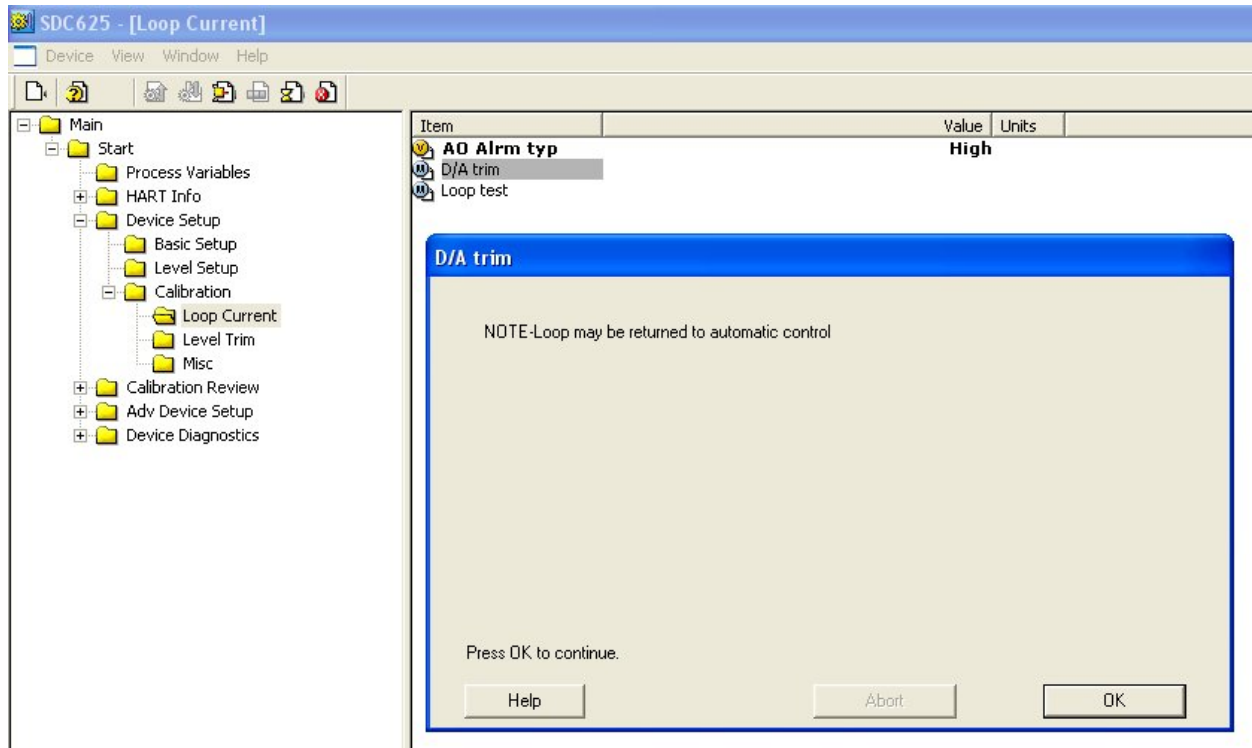 SDC625 - [Loop Current]
Device View Window Help
Main
Start
Process Variables
HART Info
Device Setup
Basic Setup
Level Setup
Calibration
Loop Current
Level Trim
Misc
Calibration Review
Adv Device Setup
Device Diagnostics
Item Value Units
AO Alrm typ High
D/A trim
Loop test
D/A trim
NOTE-Loop may be returned to automatic control
Press OK to continue.
Help Abort OK